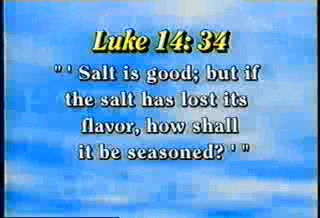 Luke 14: 34
" ' Salt is good; but if
the salt has lost its
flavor, how shall
it be seasoned? ' "